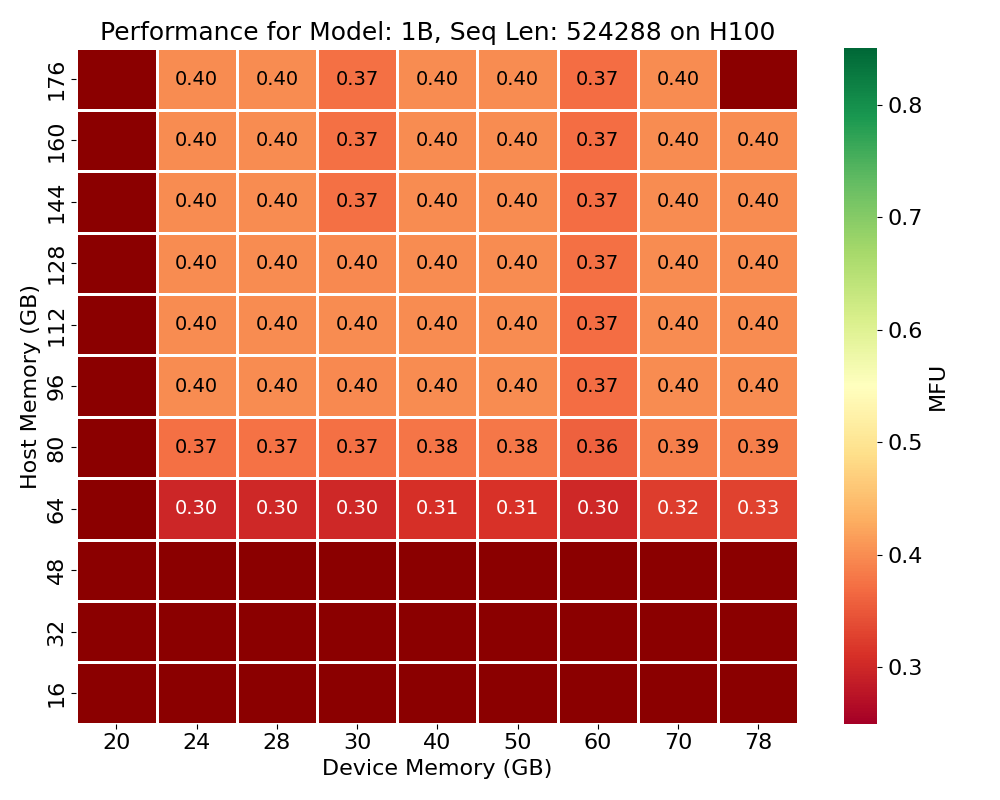 Performance for Model: 1B, Seq Len: 524288 on H100
176 0.40 0.40 0.37 0.40 0.40 0.37 0.40
160 0.40 0.40 0.37 0.40 0.40 0.37 0.40 0.40
144 0.40 0.40 0.37 0.40 0.40 0.37 0.40 0.40
128 0.40 0.40 0.40 0.40 0.40 0.37 0.40 0.40
112 0.40 0.40 0.40 0.40 0.40 0.37 0.40 0.40
96 0.40 0.40 0.40 0.40 0.40 0.37 0.40 0.40
80 0.37 0.37 0.37 0.38 0.38 0.36 0.39 0.39
64 0.30 0.30 0.30 0.31 0.31 0.30 0.32 0.33
48
32
16
Host Memory (GB)
20 24 28 30 40 50 60 70 78
Device Memory (GB)
0.8
0.7
0.6
0.5
0.4
0.3
MFU